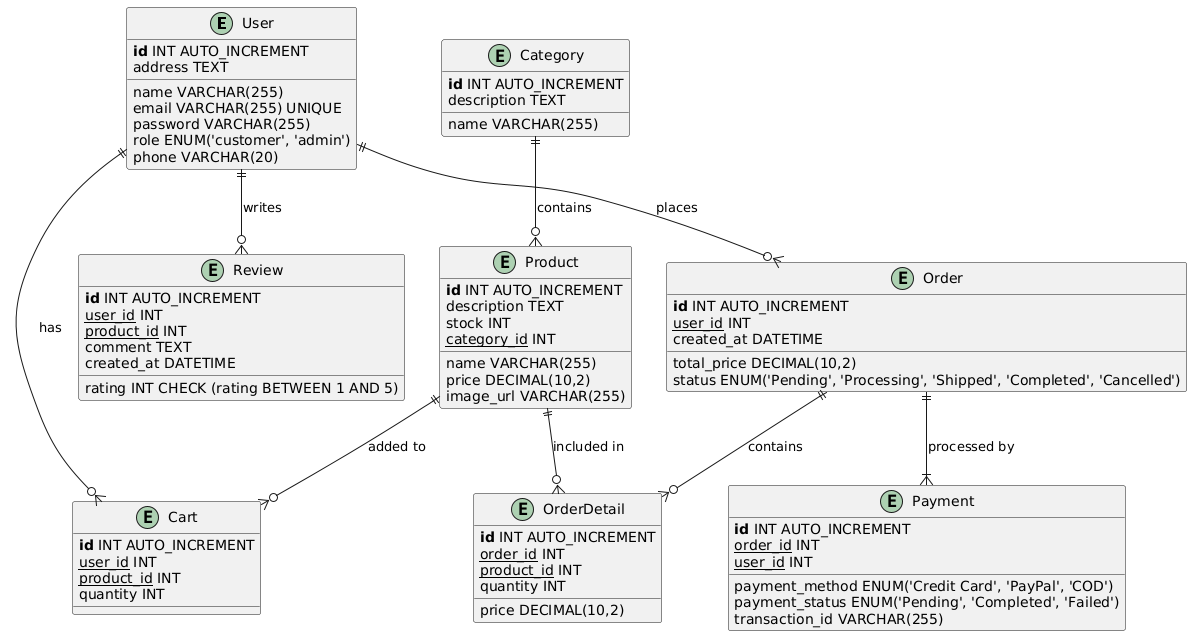 E User
id INT AUTO_INCREMENT
address TEXT
name VARCHAR(255)
email VARCHAR(255) UNIQUE
password VARCHAR(255)
role ENUM('customer', 'admin')
phone VARCHAR(20)
E Category
id INT AUTO_INCREMENT
description TEXT
name VARCHAR(255)
writes
contains
places
E Review
id INT AUTO_INCREMENT
user_id INT
product_id INT
comment TEXT
created_at DATETIME
rating INT CHECK (rating BETWEEN 1 AND 5)
E Product
id INT AUTO_INCREMENT
description TEXT
stock INT
category_id INT
name VARCHAR(255)
price DECIMAL(10,2)
image_url VARCHAR(255)
E Order
id INT AUTO_INCREMENT
user_id INT
created_at DATETIME
total_price DECIMAL(10,2)
status ENUM('Pending', 'Processing', 'Shipped', 'Completed', 'Cancelled')
has
added to
included in
contains
processed by
E Cart
id INT AUTO_INCREMENT
user_id INT
product_id INT
quantity INT
E OrderDetail
id INT AUTO_INCREMENT
order_id INT
product_id INT
quantity INT
price DECIMAL(10,2)
E Payment
id INT AUTO_INCREMENT
order_id INT
user_id INT
payment_method ENUM('Credit Card', 'PayPal', 'COD')
payment_status ENUM('Pending', 'Completed', 'Failed')
transaction_id VARCHAR(255)